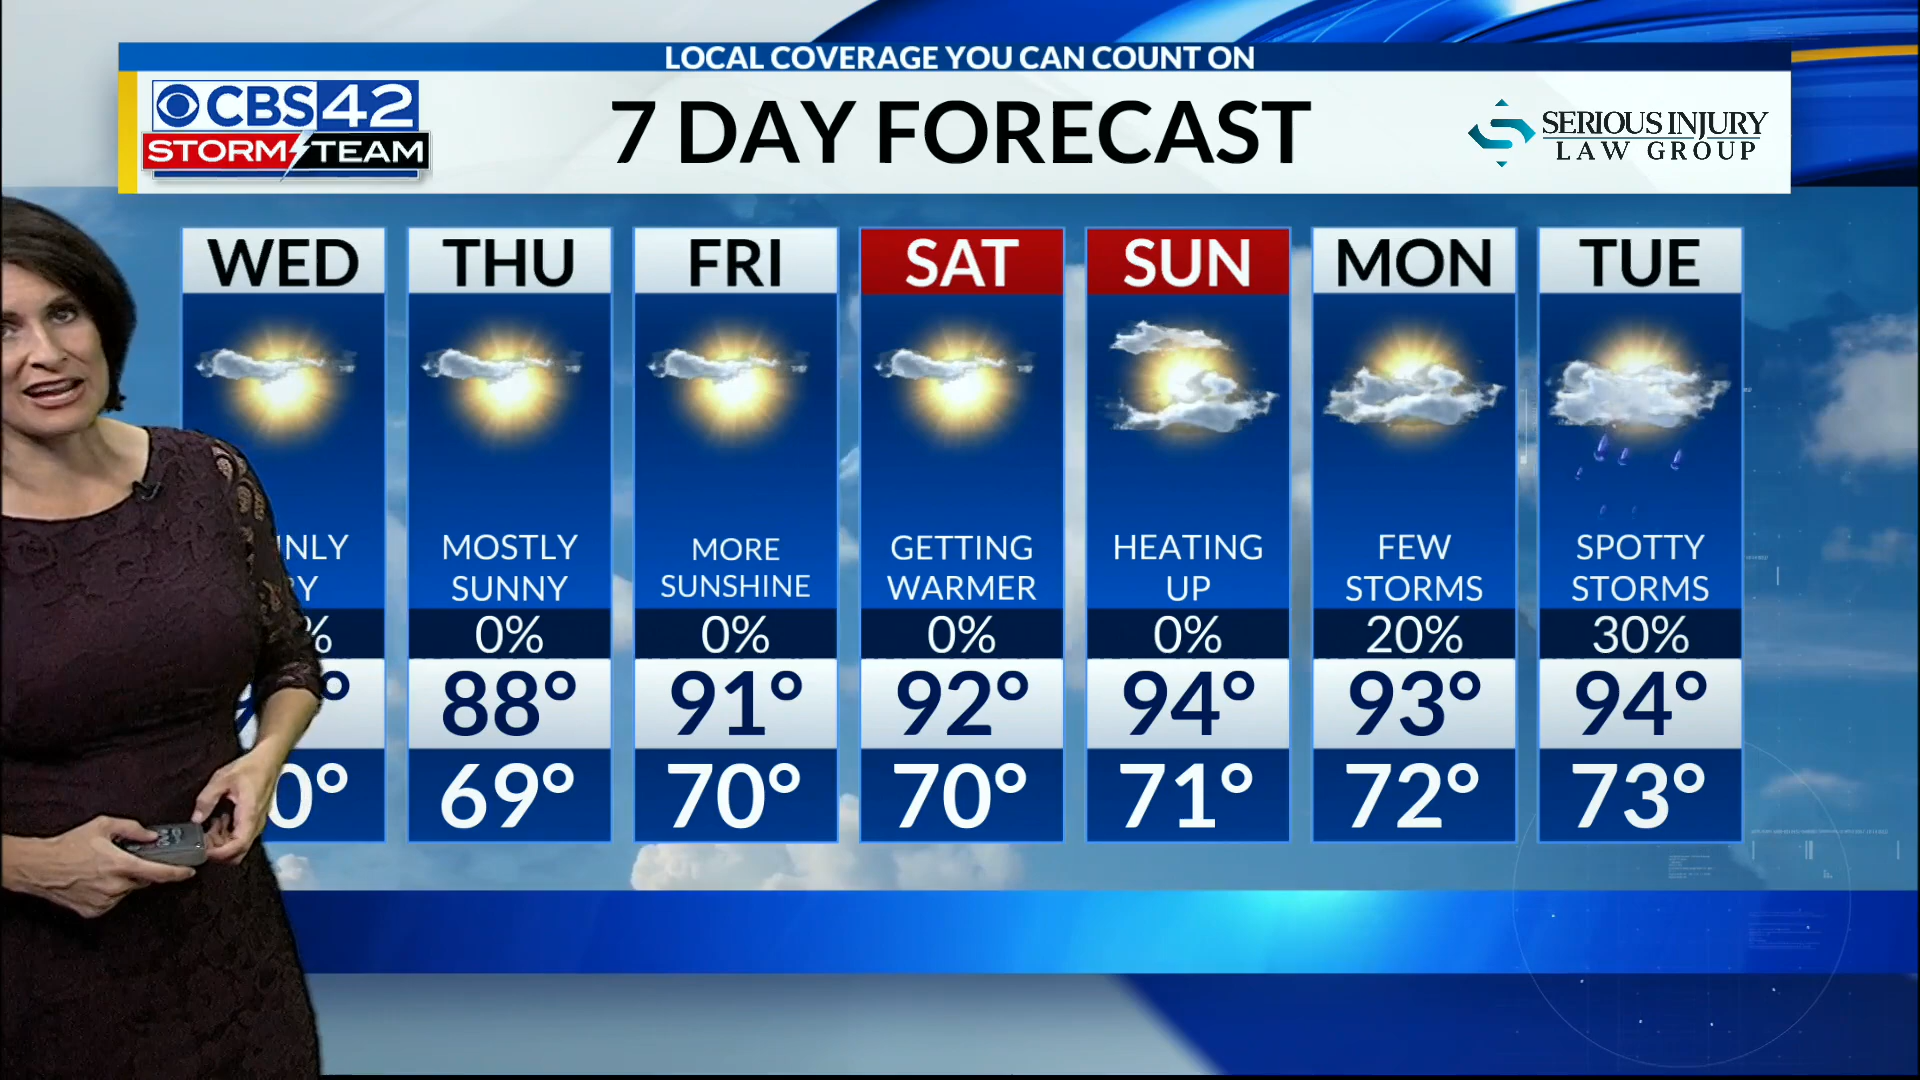 LOCAL COVERAGE YOU CAN COUNT ON
CBS 42
STORM TEAM
7 DAY FORECAST
SERIOUS INJURY
LAW GROUP
WED
THU
FRI
SAT
SUN
MON
TUE
MOSTLY
SUNNY
0%
88°
69°
MORE
SUNSHINE
0%
91°
70°
GETTING
WARMER
0%
92°
70°
HEATING
UP
0%
94°
71°
FEW
STORMS
20%
93°
72°
SPOTTY
STORMS
30%
94°
73°